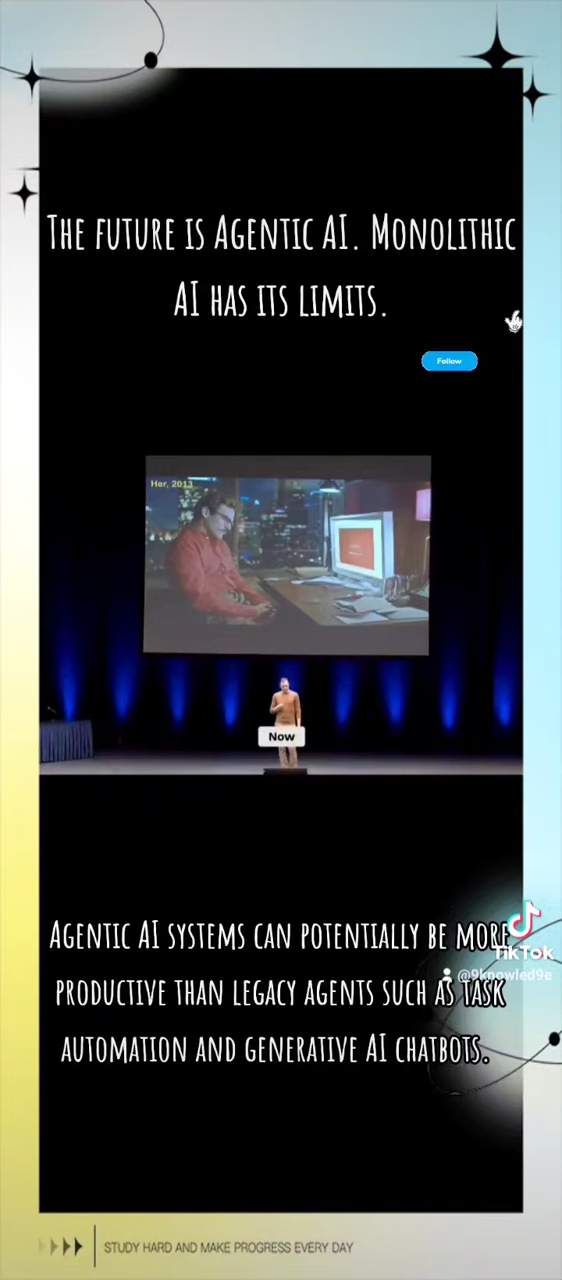 The future is Agentic AI. Monolithic
AI has its limits.
Follow
Her, 2013
Now
Agentic AI systems can potentially be more
productive than legacy agents such as task
automation and generative AI chatbots.
TikTok
@9knowled9e
STUDY HARD AND MAKE PROGRESS EVERY DAY